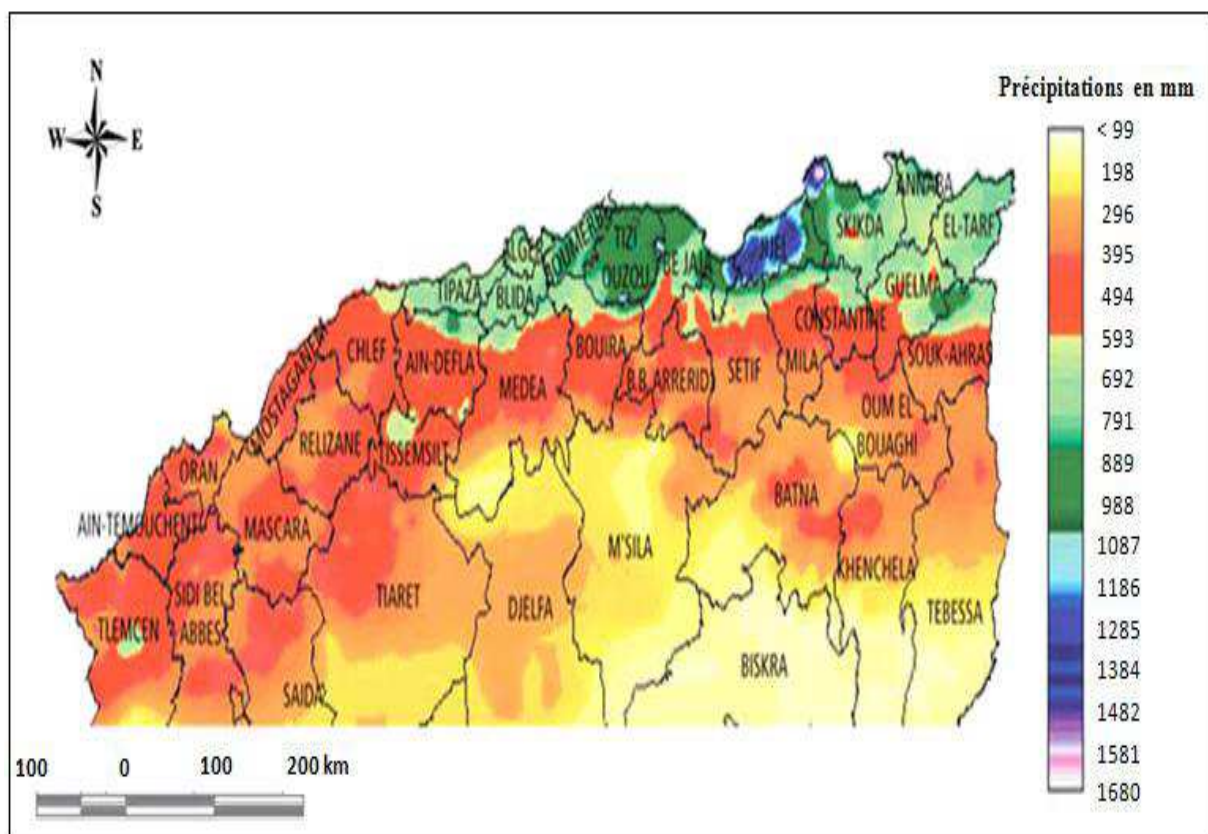 N
W E
S
Précipitations en mm
< 99
198
296
395
494
593
692
791
889
988
1087
1186
1285
1384
1482
1581
1680
ANNABA
SKIKDA
EL-TARF
TIZI
OUZOU
BEJAIA
JIJEL
ALGER
BOUMERDES
TIPAZA
BLIDA
GUELMA
CONSTANTINE
SOUK-AHRAS
MOSTAGANEM
CHLEF
AIN-DEFLA
MEDEA
BOUIRA
B.B. ARRERIDJ
SETIF
MILA
OUM EL
BOUAGHI
ORAN
RELIZANE
TISSEMSILT
BATNA
AIN-TEMOUCHENT
MASCARA
M'SILA
KHENCHELA
SIDI BEL
ABBES
TIARET
DJELFA
TEBESSA
TLEMCEN
BISKRA
SAIDA
100 0 100 200 km